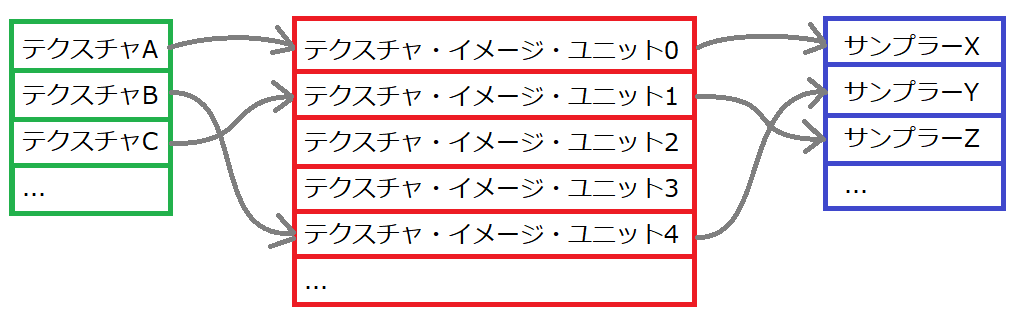 テクスチャA
テクスチャB
テクスチャC
...
テクスチャ・イメージ・ユニット0
テクスチャ・イメージ・ユニット1
テクスチャ・イメージ・ユニット2
テクスチャ・イメージ・ユニット3
テクスチャ・イメージ・ユニット4
...
サンプラーX
サンプラーY
サンプラーZ
...